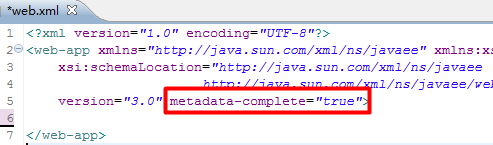 *web.xml
1 <?xml version="1.0" encoding="UTF-8"?>
2 <web-app xmlns="http://java.sun.com/xml/ns/javaee" xmlns:xs
3 xsi:schemaLocation="http://java.sun.com/xml/ns/javaee
4 http://java.sun.com/xml/ns/javaee/we
5 version="3.0" metadata-complete="true">
6
7 </web-app>